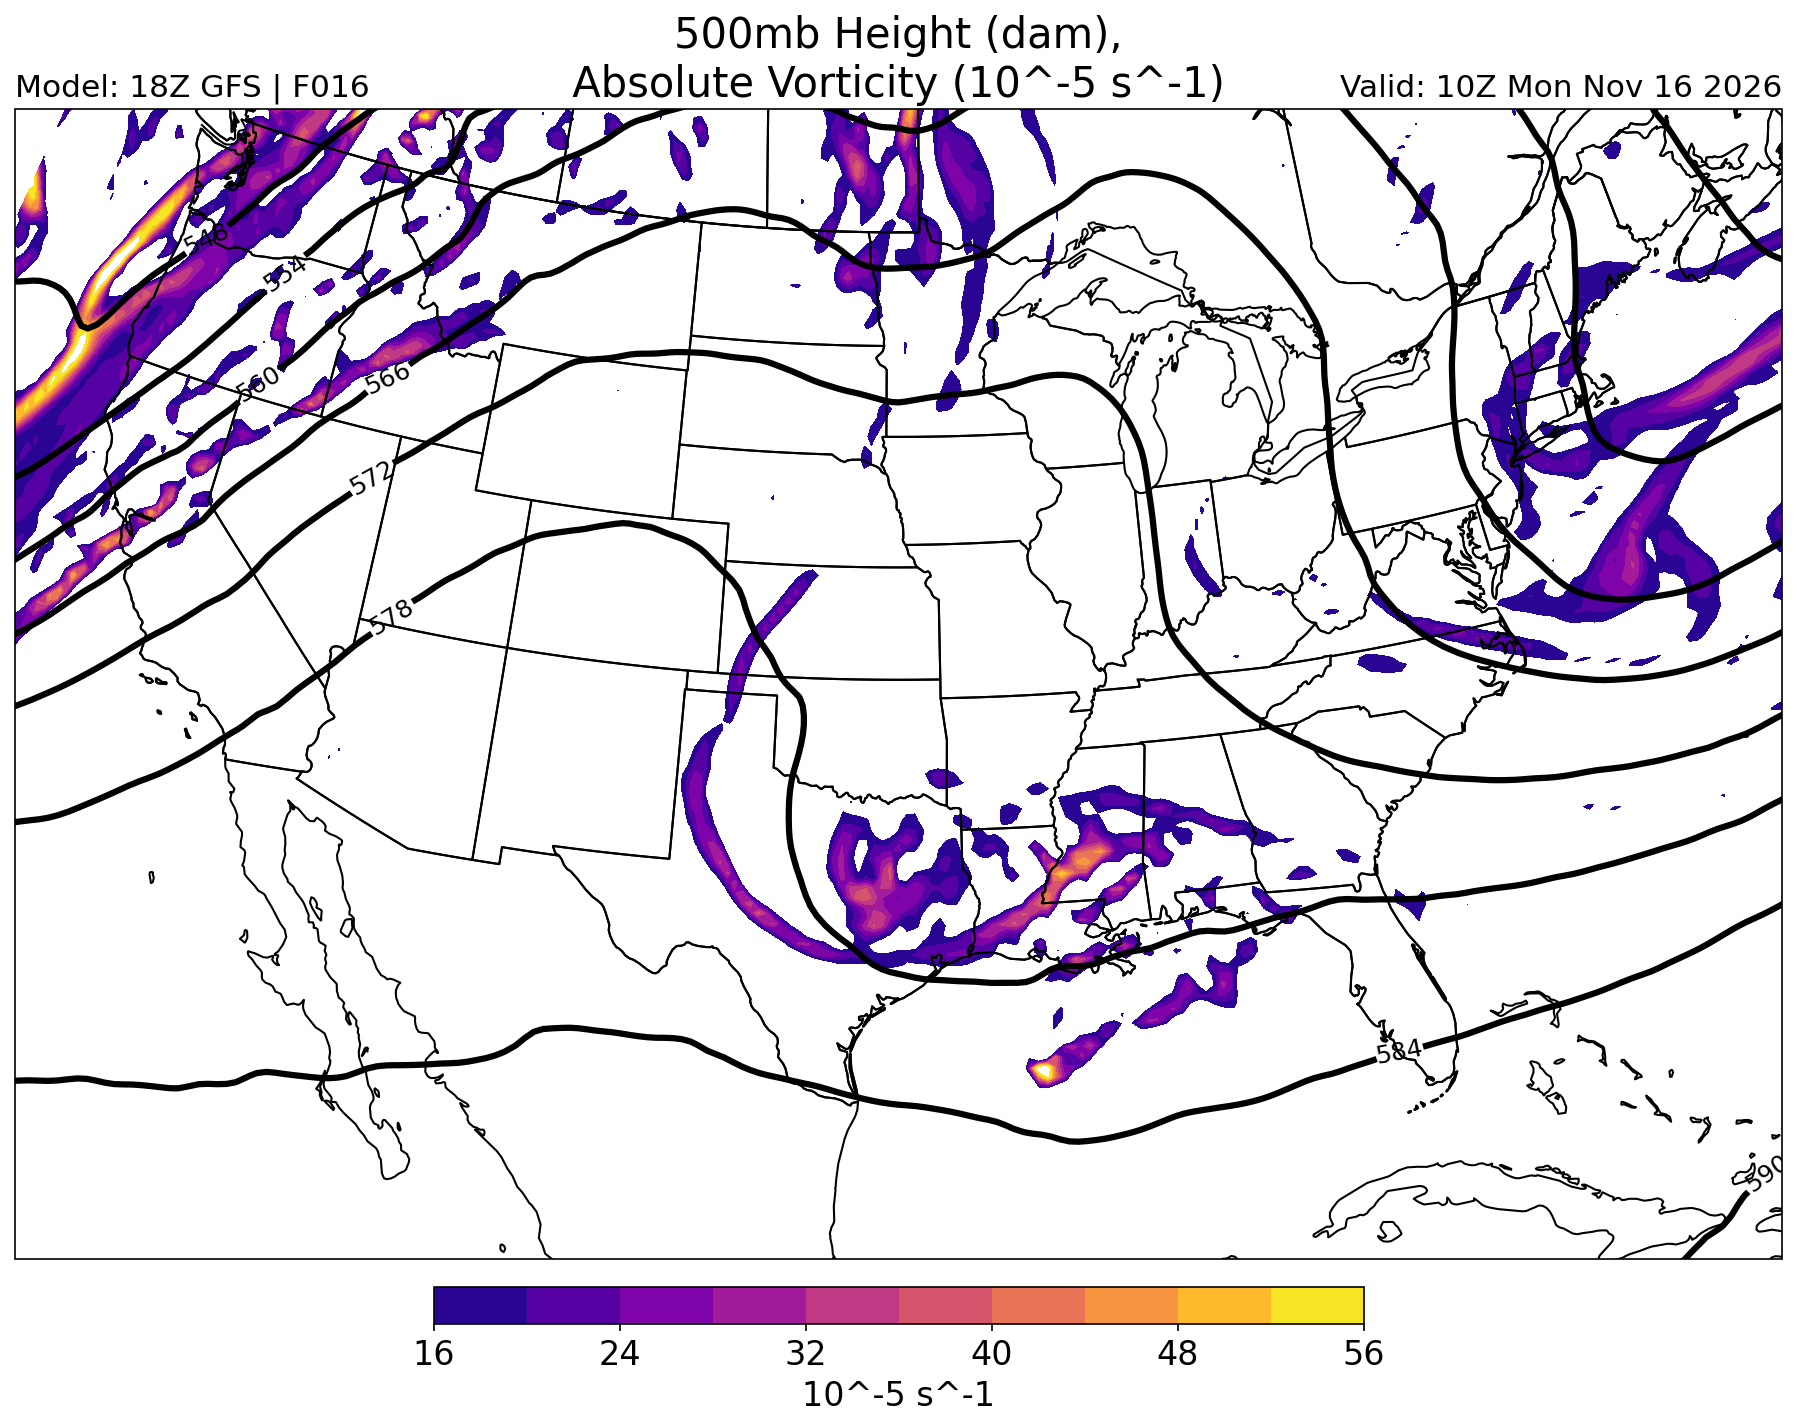 500mb Height (dam),
Model: 18Z GFS | F016
Absolute Vorticity (10^-5 s^-1)
Valid: 10Z Mon Nov 16 2026
548
554
560
566
572
578
584
590
16
24
32
40
48
56
10^-5 s^-1